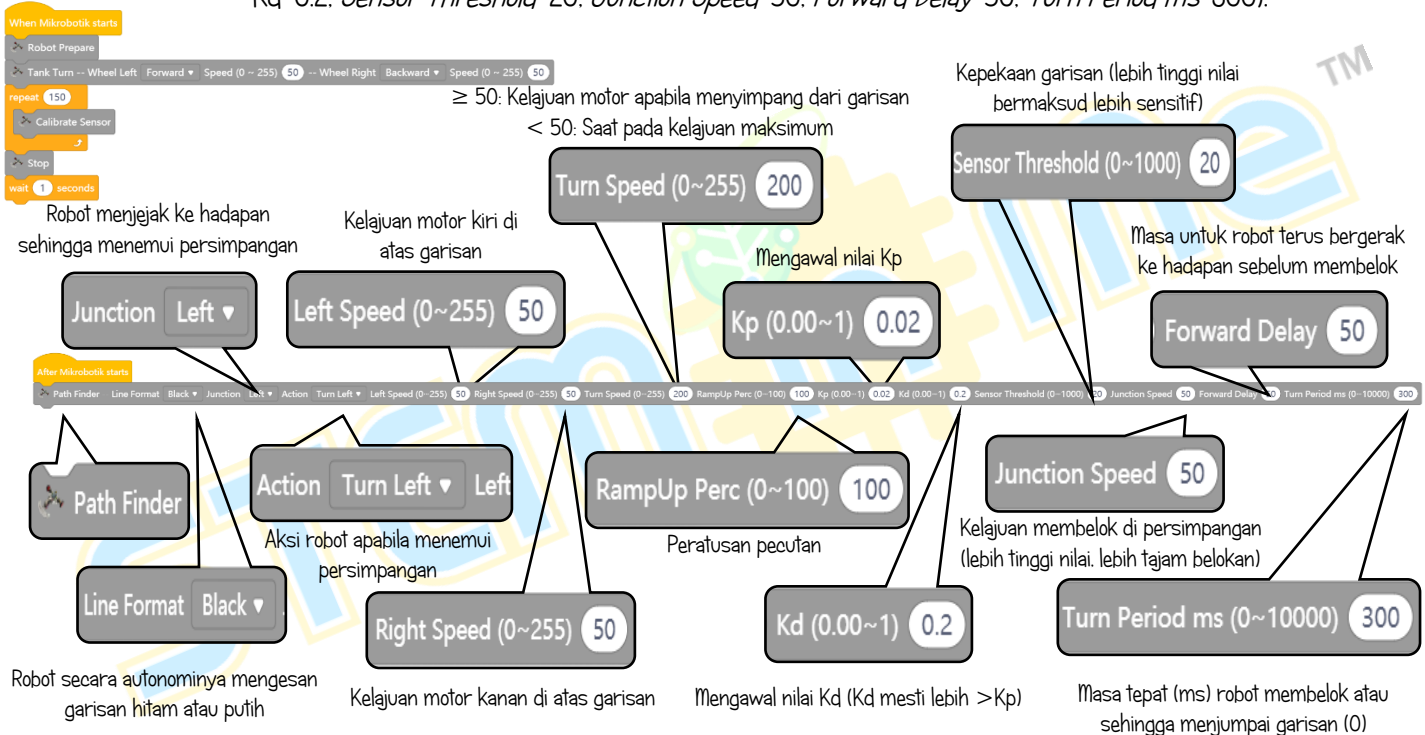 Kd 0.2, Sensor Threshold 20, Junction Speed 50, Forward Delay 50, Turn Period ms 300).
When Mikrobotik starts
Robot Prepare
Tank Turn -- Wheel Left Forward ▾ Speed (0 ~ 255) 50 -- Wheel Right Backward ▾ Speed (0 ~ 255) 50
repeat 150
Calibrate Sensor
Stop
wait 1 seconds
≥ 50: Kelajuan motor apabila menyimpang dari garisan
< 50: Saat pada kelajuan maksimum
Turn Speed (0~255) 200
Kepekaan garisan (lebih tinggi nilai
bermaksud lebih sensitif)
Sensor Threshold (0~1000) 20
TM
Robot menjejak ke hadapan
sehingga menemui persimpangan
Junction Left ▾
Kelajuan motor kiri di
atas garisan
Left Speed (0~255) 50
Mengawal nilai Kp
Kp (0.00~1) 0.02
Masa untuk robot terus bergerak
ke hadapan sebelum membelok
Forward Delay 50
After Mikrobotik starts
Path Finder Line Format Black ▾ Junction Left ▾ Action Turn Left ▾ Left Speed (0~255) 50 Right Speed (0~255) 50 Turn Speed (0~255) 200 RampUp Perc (0~100) 100 Kp (0.00~1) 0.02 Kd (0.00~1) 0.2 Sensor Threshold (0~1000) 20 Junction Speed 50 Forward Delay 50 Turn Period ms (0~10000) 300
Path Finder
Line Format Black ▾
Robot secara autonominya mengesan
garisan hitam atau putih
Action Turn Left ▾ Left
Aksi robot apabila menemui
persimpangan
Right Speed (0~255) 50
Kelajuan motor kanan di atas garisan
RampUp Perc (0~100) 100
Peratusan pecutan
Kd (0.00~1) 0.2
Mengawal nilai Kd (Kd mesti lebih >Kp)
Junction Speed 50
Kelajuan membelok di persimpangan
(lebih tinggi nilai, lebih tajam belokan)
Turn Period ms (0~10000) 300
Masa tepat (ms) robot membelok atau
sehingga menjumpai garisan (0)